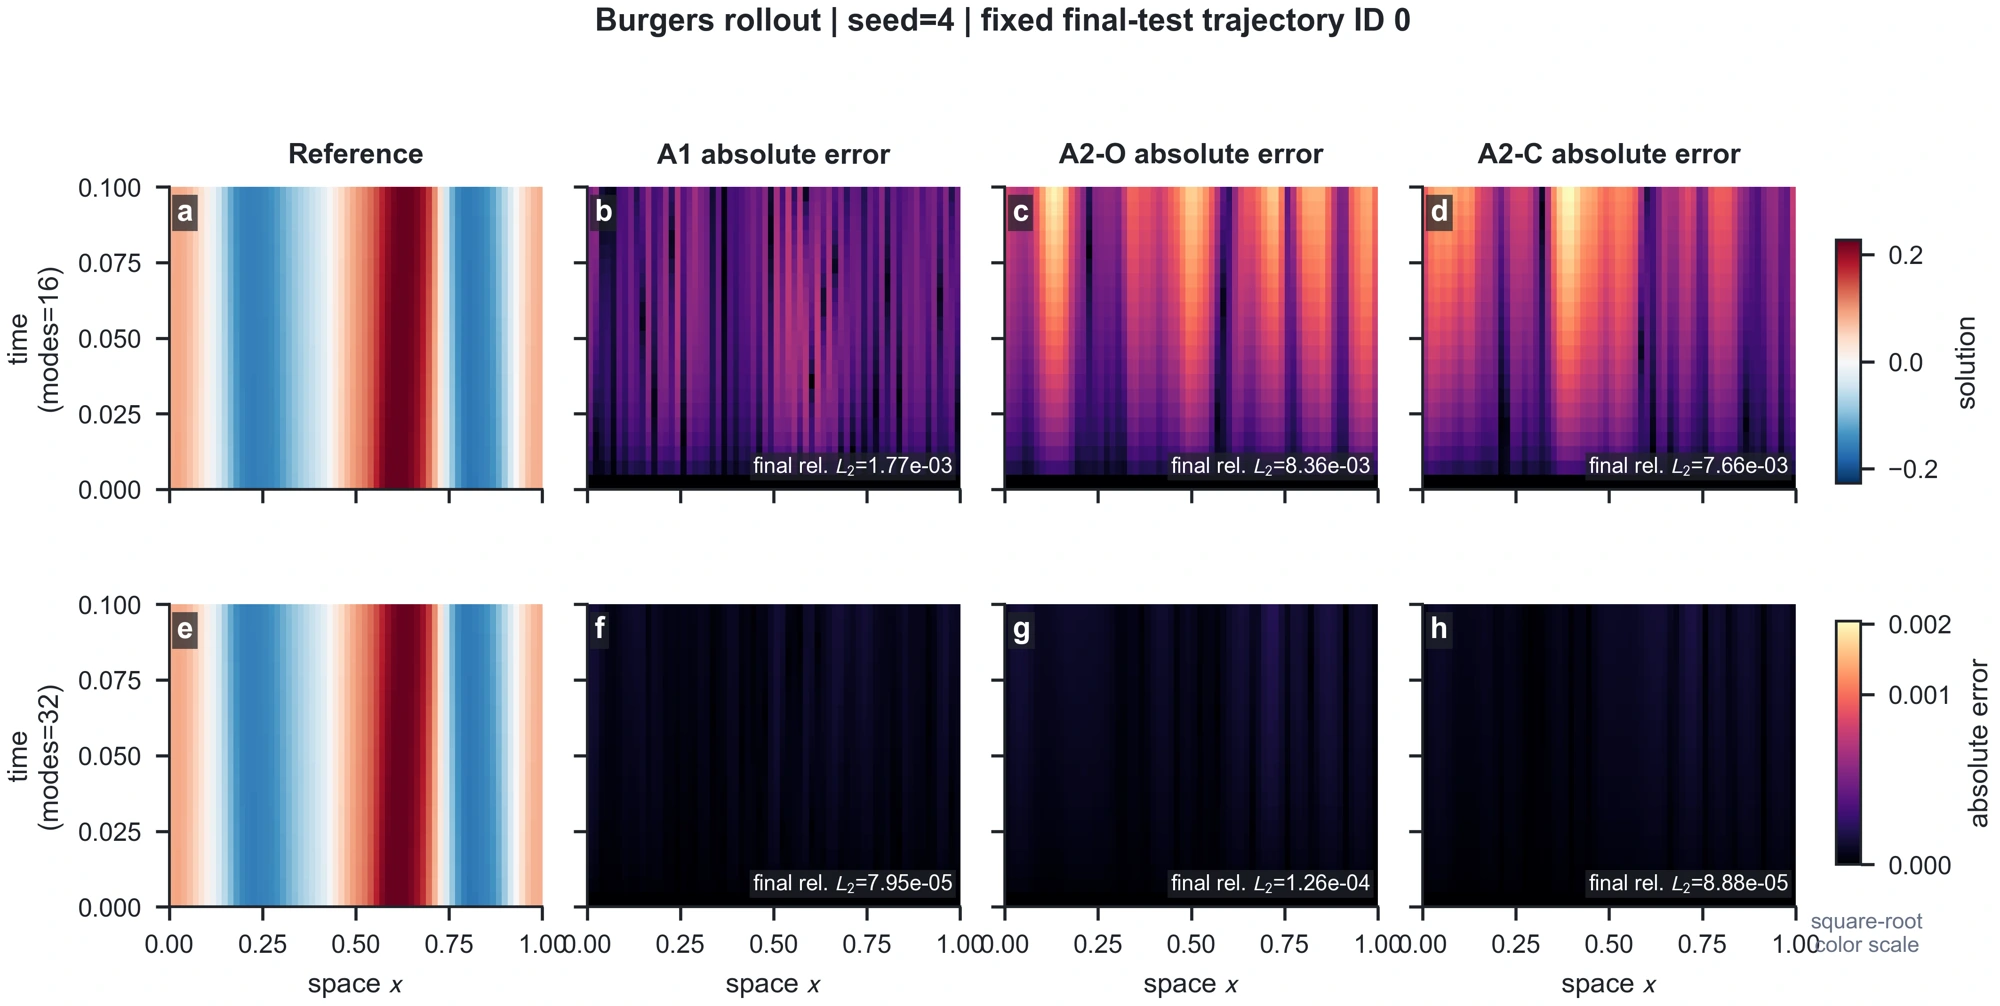 Burgers rollout | seed=4 | fixed final-test trajectory ID 0
Reference
A1 absolute error
A2-O absolute error
A2-C absolute error
time
(modes=16)
0.100
0.075
0.050
0.025
0.000
a
b
final rel. L2=1.77e-03
c
final rel. L2=8.36e-03
d
final rel. L2=7.66e-03
0.2
0.0
−0.2
solution
time
(modes=32)
0.100
0.075
0.050
0.025
0.000
e
f
final rel. L2=7.95e-05
g
final rel. L2=1.26e-04
h
final rel. L2=8.88e-05
0.002
0.001
0.000
absolute error
square-root
color scale
0.00 0.25 0.50 0.75 1.00
0.00 0.25 0.50 0.75 1.00
0.00 0.25 0.50 0.75 1.00
0.00 0.25 0.50 0.75 1.00
space x
space x
space x
space x